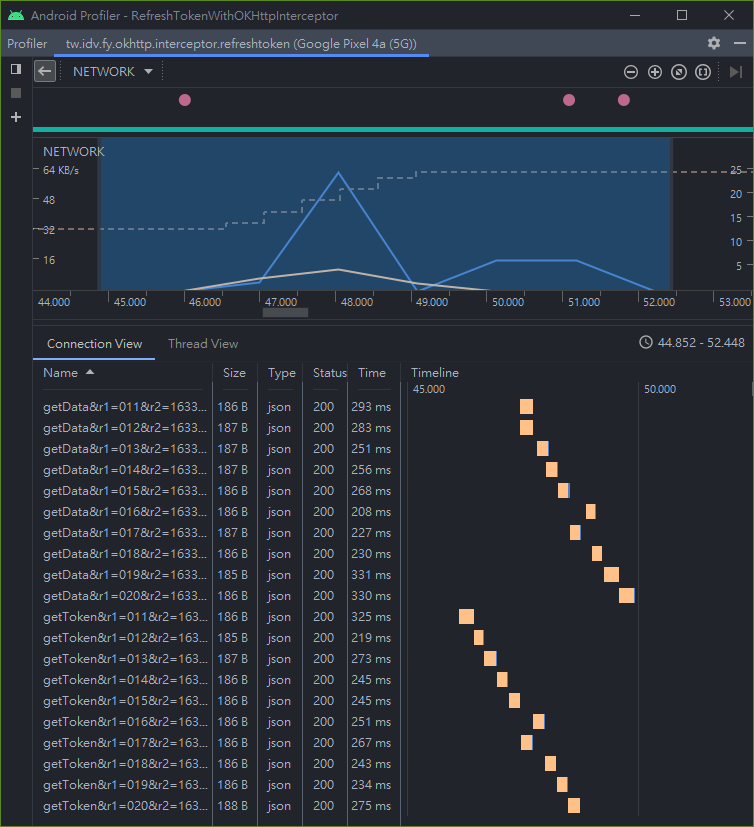 Android Profiler - RefreshTokenWithOKHttpInterceptor
Profiler tw.idv.fy.okhttp.interceptor.refreshtoken (Google Pixel 4a (5G))
NETWORK
NETWORK
64 KB/s 25
48 20
32 15
16 10
5
44.000 45.000 46.000 47.000 48.000 49.000 50.000 51.000 52.000 53.000
Connection View Thread View 44.852 - 52.448
Name Size Type Status Time Timeline
45.000 50.000
getData&r1=011&r2=1633... 186 B json 200 293 ms
getData&r1=012&r2=1633... 187 B json 200 283 ms
getData&r1=013&r2=1633... 187 B json 200 251 ms
getData&r1=014&r2=1633... 187 B json 200 256 ms
getData&r1=015&r2=1633... 186 B json 200 268 ms
getData&r1=016&r2=1633... 186 B json 200 208 ms
getData&r1=017&r2=1633... 187 B json 200 227 ms
getData&r1=018&r2=1633... 186 B json 200 230 ms
getData&r1=019&r2=1633... 185 B json 200 331 ms
getData&r1=020&r2=1633... 186 B json 200 330 ms
getToken&r1=011&r2=163... 186 B json 200 325 ms
getToken&r1=012&r2=163... 185 B json 200 219 ms
getToken&r1=013&r2=163... 187 B json 200 273 ms
getToken&r1=014&r2=163... 186 B json 200 245 ms
getToken&r1=015&r2=163... 186 B json 200 245 ms
getToken&r1=016&r2=163... 186 B json 200 251 ms
getToken&r1=017&r2=163... 186 B json 200 267 ms
getToken&r1=018&r2=163... 186 B json 200 243 ms
getToken&r1=019&r2=163... 186 B json 200 234 ms
getToken&r1=020&r2=163... 188 B json 200 275 ms